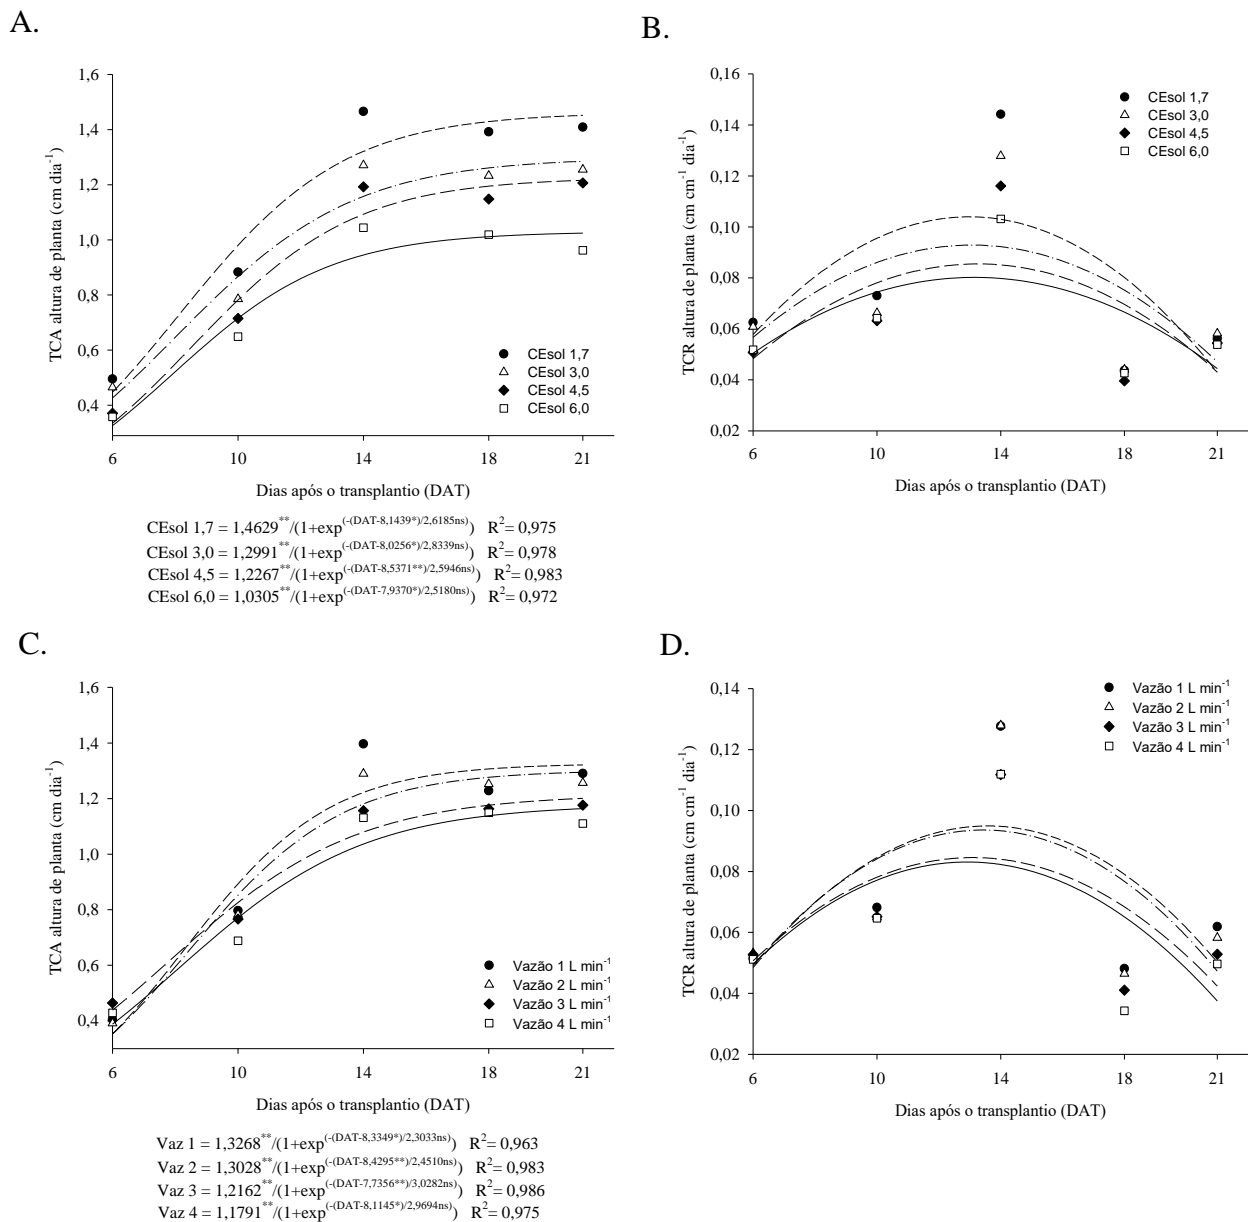 A.
TCA altura de planta (cm dia⁻¹)
1,6
1,4
1,2
1,0
0,8
0,6
0,4
CEsol 1,7
CEsol 3,0
CEsol 4,5
CEsol 6,0
6 10 14 18 21
Dias após o transplantio (DAT)
CEsol 1,7 = 1,4629**/(1+exp(-(DAT-8,1439*)/2,6185ns)) R²= 0,975
CEsol 3,0 = 1,2991**/(1+exp(-(DAT-8,0256*)/2,8339ns)) R²= 0,978
CEsol 4,5 = 1,2267**/(1+exp(-(DAT-8,5371**)/2,5946ns)) R²= 0,983
CEsol 6,0 = 1,0305**/(1+exp(-(DAT-7,9370*)/2,5180ns)) R²= 0,972
B.
TCR altura de planta (cm cm⁻¹ dia⁻¹)
0,16
0,14
0,12
0,10
0,08
0,06
0,04
0,02
CEsol 1,7
CEsol 3,0
CEsol 4,5
CEsol 6,0
6 10 14 18 21
Dias após o transplantio (DAT)
C.
TCA altura de planta (cm dia⁻¹)
1,6
1,4
1,2
1,0
0,8
0,6
0,4
Vazão 1 L min⁻¹
Vazão 2 L min⁻¹
Vazão 3 L min⁻¹
Vazão 4 L min⁻¹
6 10 14 18 21
Dias após o transplantio (DAT)
Vaz 1 = 1,3268**/(1+exp(-(DAT-8,3349*)/2,3033ns)) R²= 0,963
Vaz 2 = 1,3028**/(1+exp(-(DAT-8,4295**)/2,4510ns)) R²= 0,983
Vaz 3 = 1,2162**/(1+exp(-(DAT-7,7356**)/3,0282ns)) R²= 0,986
Vaz 4 = 1,1791**/(1+exp(-(DAT-8,1145*)/2,9694ns)) R²= 0,975
D.
TCR altura de planta (cm cm⁻¹ dia⁻¹)
0,14
0,12
0,10
0,08
0,06
0,04
0,02
Vazão 1 L min⁻¹
Vazão 2 L min⁻¹
Vazão 3 L min⁻¹
Vazão 4 L min⁻¹
6 10 14 18 21
Dias após o transplantio (DAT)